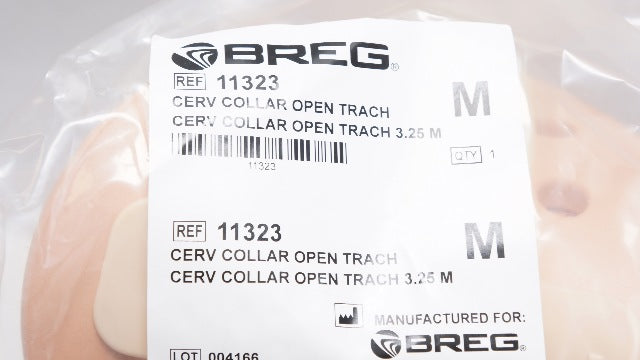 BREG®
REF 11323 M
CERV COLLAR OPEN TRACH
CERV COLLAR OPEN TRACH 3.25 M
QTY 1
11323
REF 11323 M
CERV COLLAR OPEN TRACH
CERV COLLAR OPEN TRACH 3.25 M
MANUFACTURED FOR:
BREG®
LOT 004166